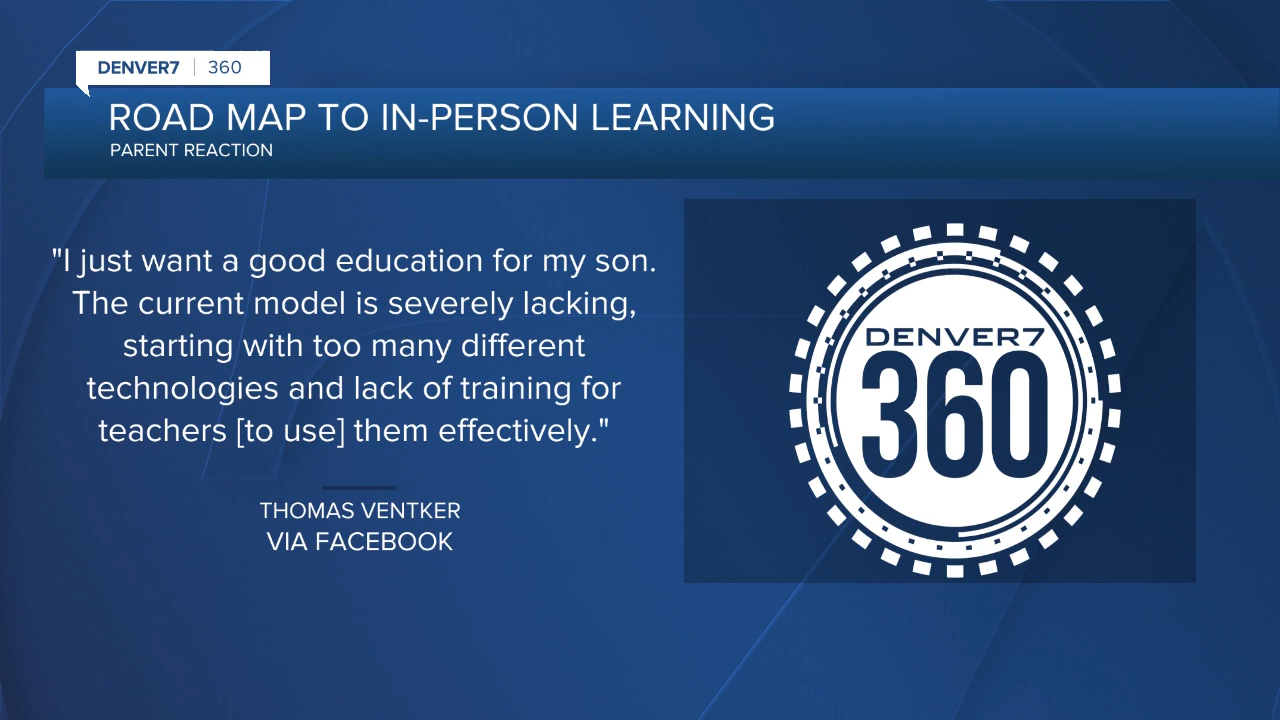 DENVER7 | 360
ROAD MAP TO IN-PERSON LEARNING
PARENT REACTION
"I just want a good education for my son.
The current model is severely lacking,
starting with too many different
technologies and lack of training for
teachers [to use] them effectively."
THOMAS VENTKER
VIA FACEBOOK
DENVER7
360